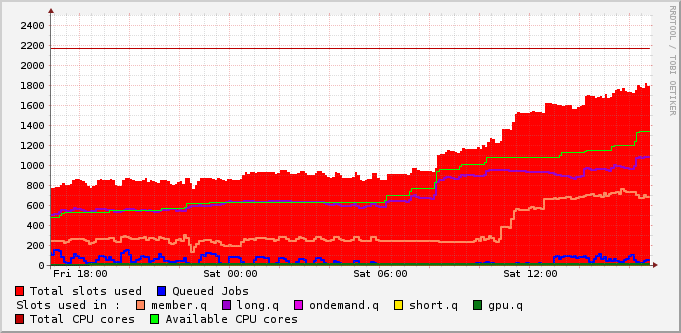 2400
2200
2000
1800
1600
1400
1200
1000
800
600
400
200
0
Fri 18:00 Sat 00:00 Sat 06:00 Sat 12:00
Total slots used Queued Jobs
Slots used in : member.q long.q ondemand.q short.q gpu.q
Total CPU cores Available CPU cores
RRDTOOL / TOBI OETIKER